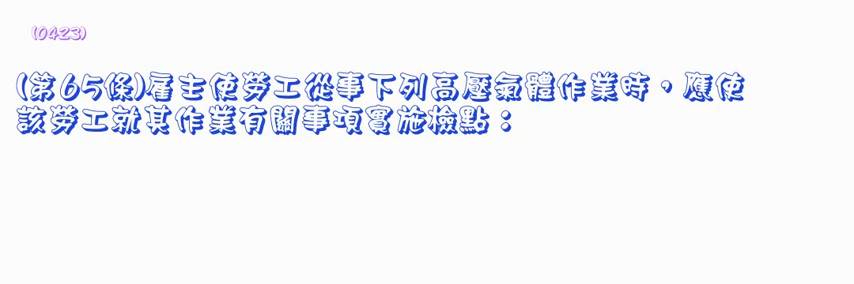 (0423)
(第65條)雇主使勞工從事下列高壓氣體作業時，應使
該勞工就其作業有關事項實施檢點：